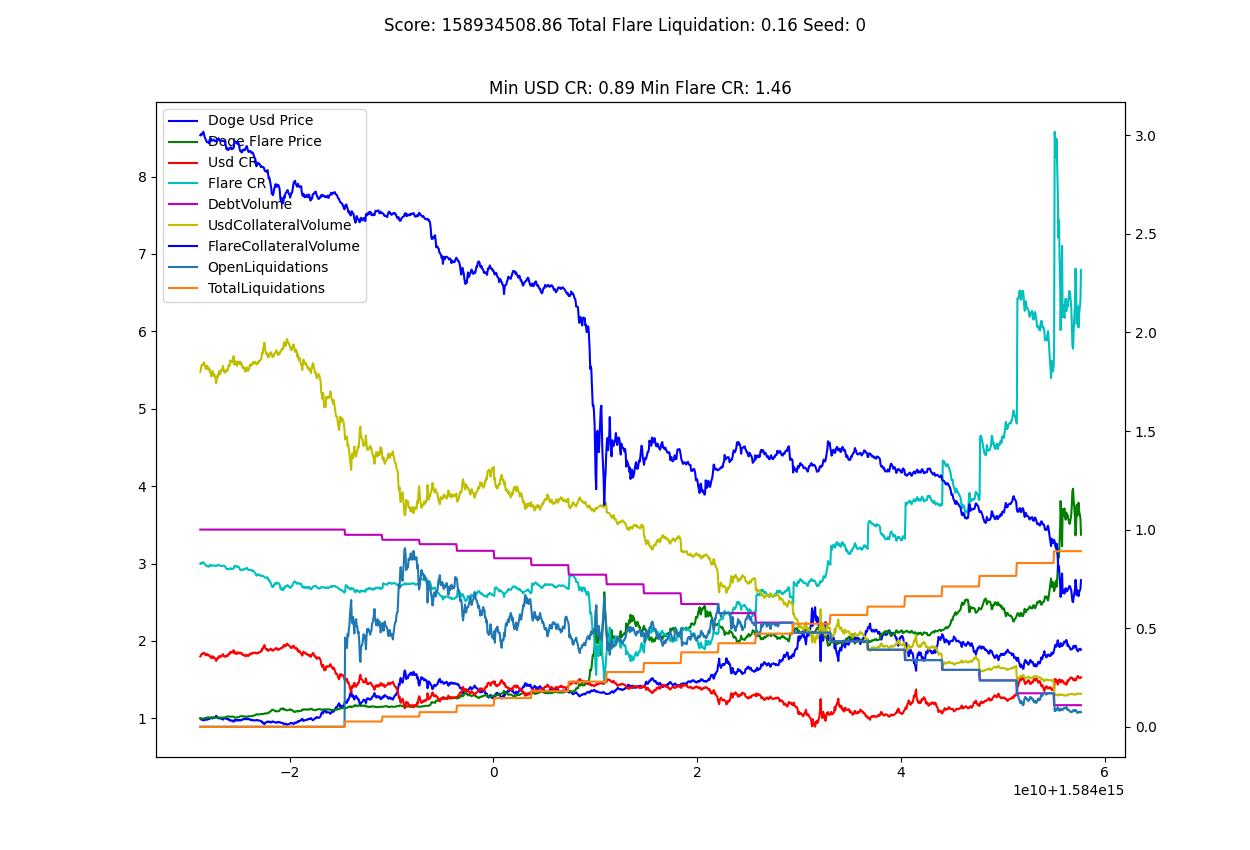 Score: 158934508.86 Total Flare Liquidation: 0.16 Seed: 0
Min USD CR: 0.89 Min Flare CR: 1.46
Doge Usd Price
Doge Flare Price
Usd CR
Flare CR
DebtVolume
UsdCollateralVolume
FlareCollateralVolume
OpenLiquidations
TotalLiquidations
8
7
6
5
4
3
2
1
3.0
2.5
2.0
1.5
1.0
0.5
0.0
−2
0
2
4
6
1e10+1.584e15